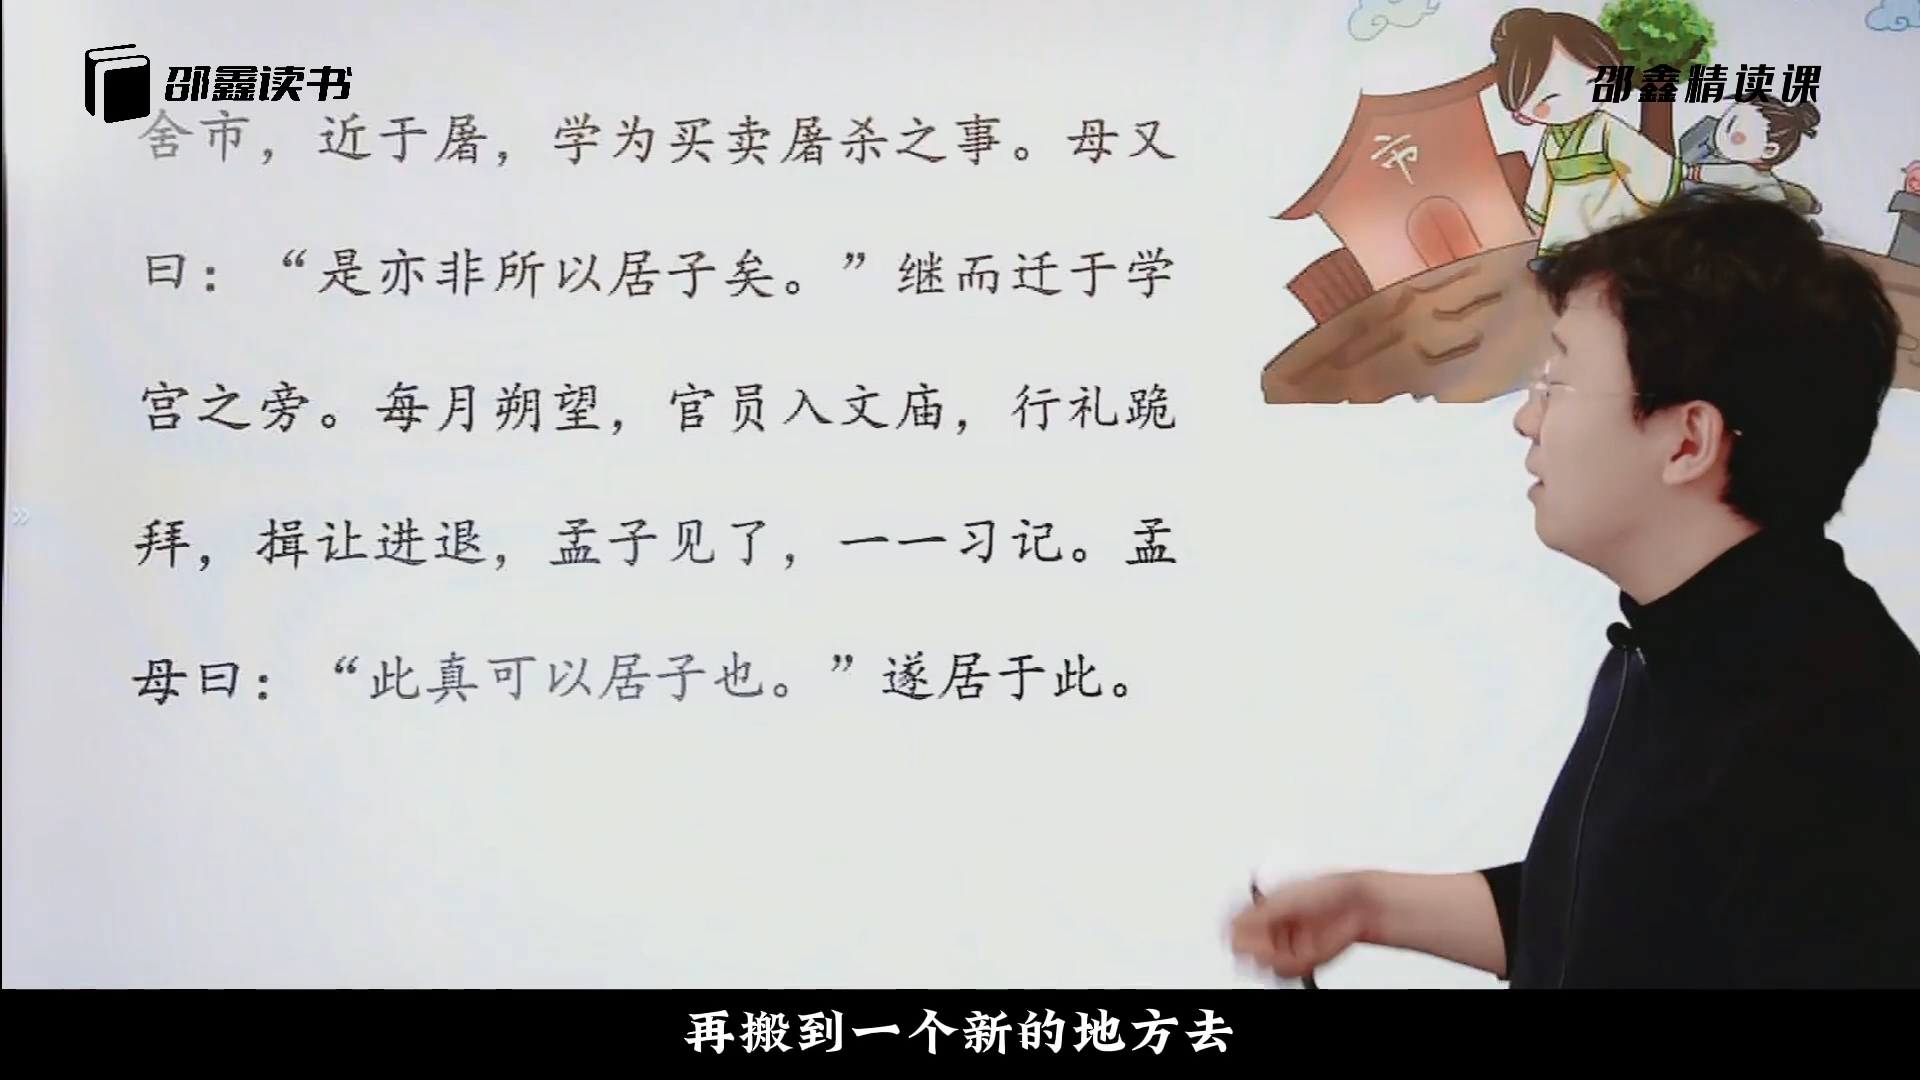 邵鑫读书
邵鑫精读课
市
舍市，近于屠，学为买卖屠杀之事。母又
曰：“是亦非所以居子矣。”继而迁于学
宫之旁。每月朔望，官员入文庙，行礼跪
拜，揖让进退，孟子见了，一一习记。孟
母曰：“此真可以居子也。”遂居于此。
再搬到一个新的地方去